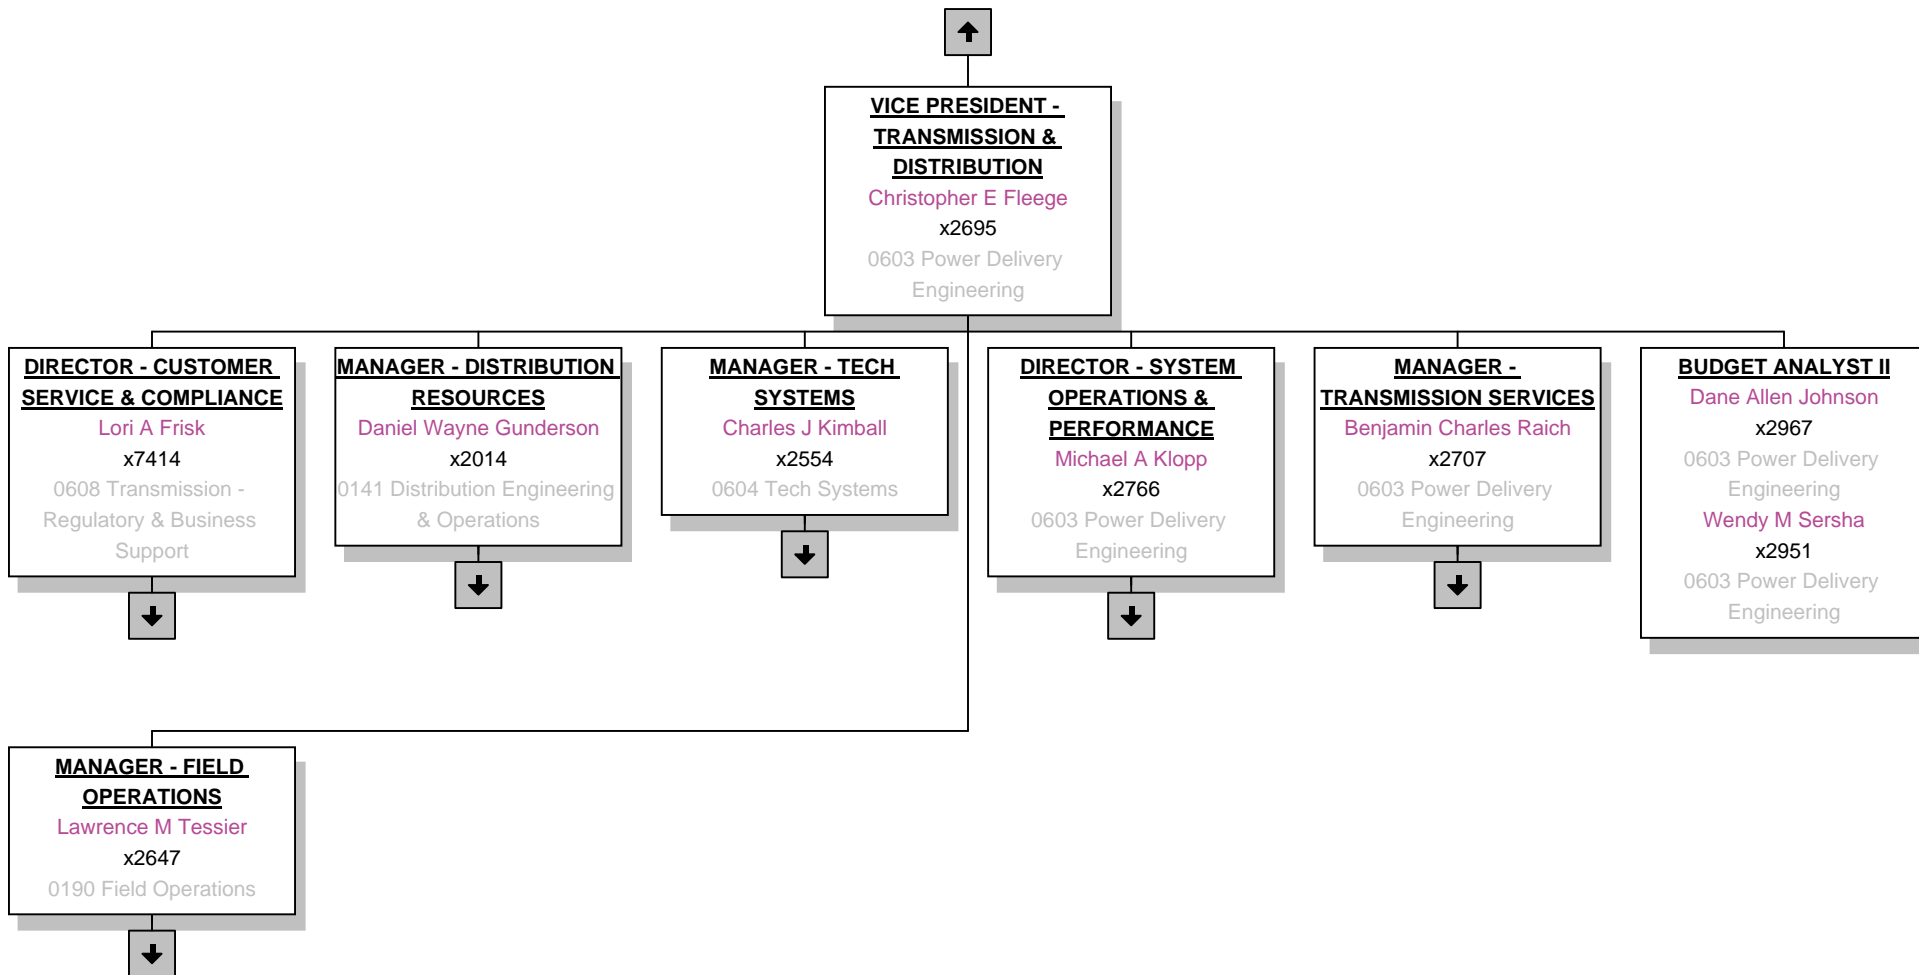 VICE PRESIDENT -
TRANSMISSION &
DISTRIBUTION
Christopher E Fleege
x2695
0603 Power Delivery
Engineering
DIRECTOR - CUSTOMER
SERVICE & COMPLIANCE
Lori A Frisk
x7414
0608 Transmission -
Regulatory & Business
Support
MANAGER - DISTRIBUTION
RESOURCES
Daniel Wayne Gunderson
x2014
0141 Distribution Engineering
& Operations
MANAGER - TECH
SYSTEMS
Charles J Kimball
x2554
0604 Tech Systems
DIRECTOR - SYSTEM
OPERATIONS &
PERFORMANCE
Michael A Klopp
x2766
0603 Power Delivery
Engineering
MANAGER -
TRANSMISSION SERVICES
Benjamin Charles Raich
x2707
0603 Power Delivery
Engineering
BUDGET ANALYST II
Dane Allen Johnson
x2967
0603 Power Delivery
Engineering
Wendy M Sersha
x2951
0603 Power Delivery
Engineering
MANAGER - FIELD
OPERATIONS
Lawrence M Tessier
x2647
0190 Field Operations